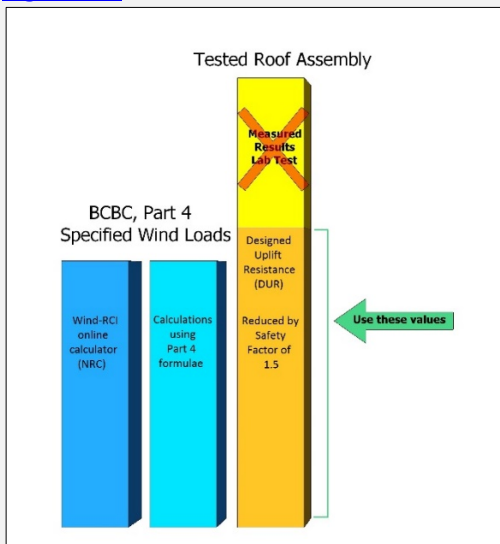 Tested Roof Assembly
Measured
Results
Lab Test
BCBC, Part 4
Specified Wind Loads
Wind-RCI
online
calculator
(NRC)
Calculations
using
Part 4
formulae
Designed
Uplift
Resistance
(DUR)
Reduced by
Safety
Factor of
1.5
Use these values